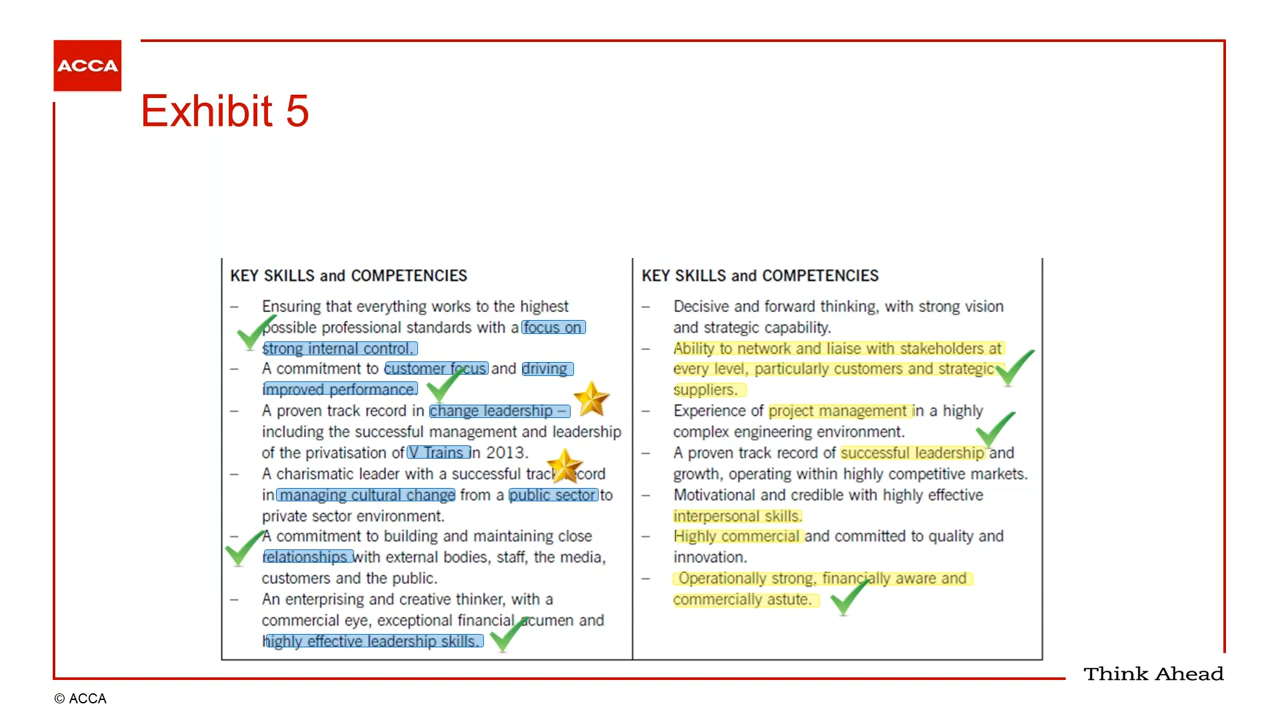 ACCA
Exhibit 5
KEY SKILLS and COMPETENCIES
– Ensuring that everything works to the highest
possible professional standards with a focus on
strong internal control.
– A commitment to customer focus and driving
improved performance.
– A proven track record in change leadership –
including the successful management and leadership
of the privatisation of V Trains in 2013.
– A charismatic leader with a successful track record
in managing cultural change from a public sector to
private sector environment.
– A commitment to building and maintaining close
relationships with external bodies, staff, the media,
customers and the public.
– An enterprising and creative thinker, with a
commercial eye, exceptional financial acumen and
highly effective leadership skills.
KEY SKILLS and COMPETENCIES
– Decisive and forward thinking, with strong vision
and strategic capability.
– Ability to network and liaise with stakeholders at
every level, particularly customers and strategic
suppliers.
– Experience of project management in a highly
complex engineering environment.
– A proven track record of successful leadership and
growth, operating within highly competitive markets.
– Motivational and credible with highly effective
interpersonal skills.
– Highly commercial and committed to quality and
innovation.
– Operationally strong, financially aware and
commercially astute.
Think Ahead
© ACCA